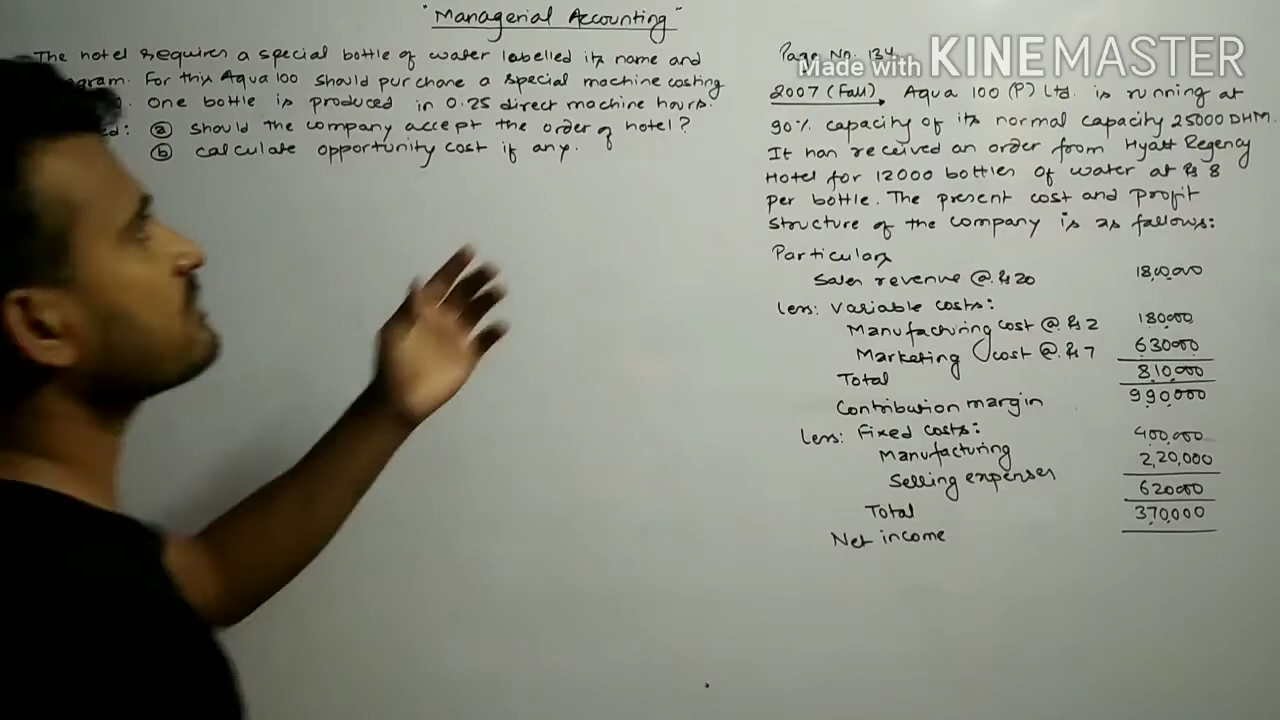 "Managerial Accounting"
Page No. 134
2007 (Fall) Aqua 100 (P) Ltd. is running at
90% capacity of its normal capacity 25000 DHM.
It has received an order from Hyatt Regency
Hotel for 12000 bottles of water at Rs 8
per bottle. The present cost and profit
structure of the company is as follows:
Particulars
Sales revenue @ Rs 20 18,00,000
Less: Variable costs:
Manufacturing cost @ Rs 2 180,000
Marketing cost @ Rs 7 630,000
Total 810,000
Contribution margin 990,000
Less: Fixed costs:
Manufacturing 400,000
Selling expenses 2,20,000
Total 620000
Net income 370,000
The hotel requires a special bottle of water labelled its name and
For this Aqua 100 should purchase a special machine costing
One bottle is produced in 0.25 direct machine hours.
(a) Should the company accept the order of hotel?
(b) calculate opportunity cost if any.
Made with KINEMASTER